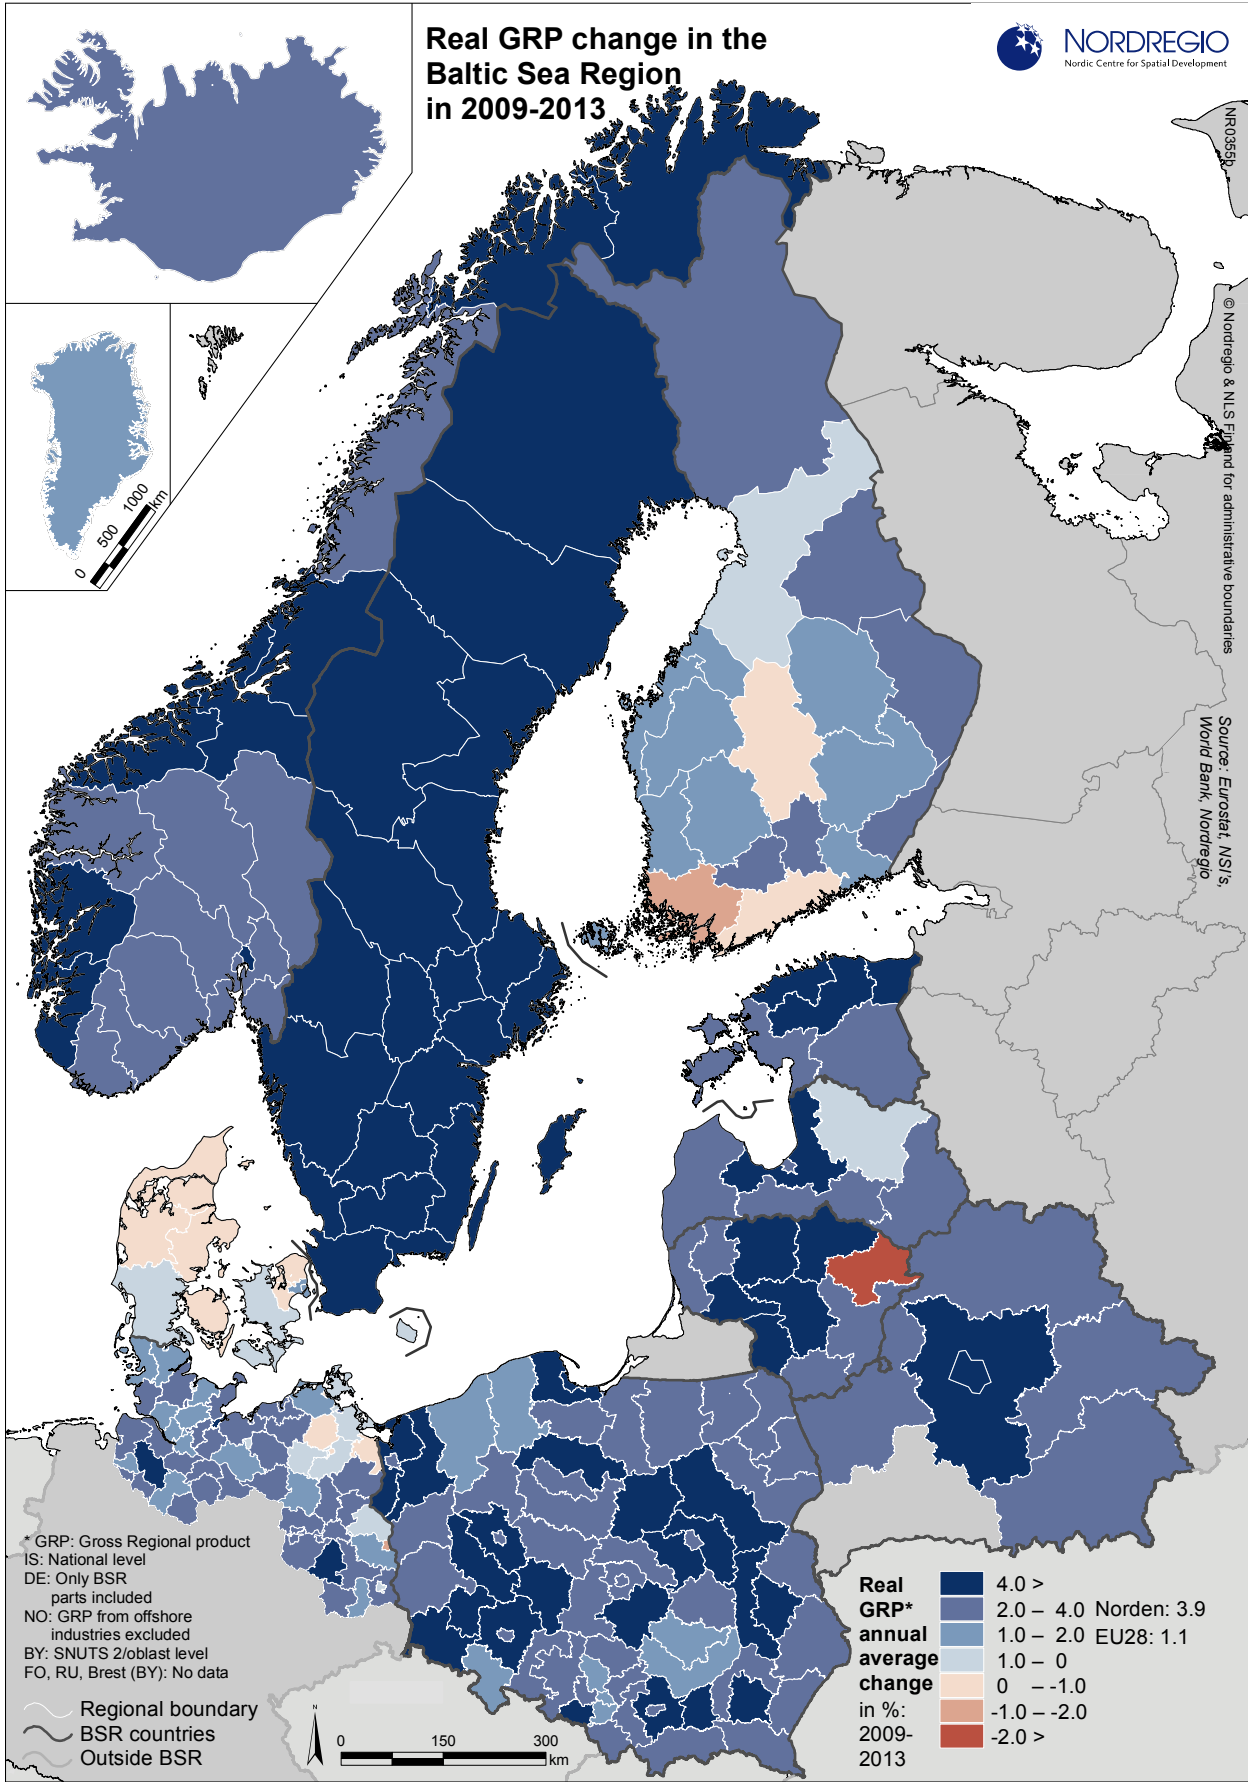 Real GRP change in the
Baltic Sea Region
in 2009-2013
NORDREGIO
Nordic Centre for Spatial Development
NR0355b
© Nordregio & NLS Finland for administrative boundaries
Source: Eurostat, NSI's,
World Bank, Nordregio
0 500 1000
km
* GRP: Gross Regional product
IS: National level
DE: Only BSR
parts included
NO: GRP from offshore
industries excluded
BY: SNUTS 2/oblast level
FO, RU, Brest (BY): No data
Regional boundary
BSR countries
Outside BSR
N
0 150 300
km
Real
GRP*
annual
average
change
in %:
2009-
2013
4.0 >
2.0 – 4.0
1.0 – 2.0
1.0 – 0
0 – -1.0
-1.0 – -2.0
-2.0 >
Norden: 3.9
EU28: 1.1